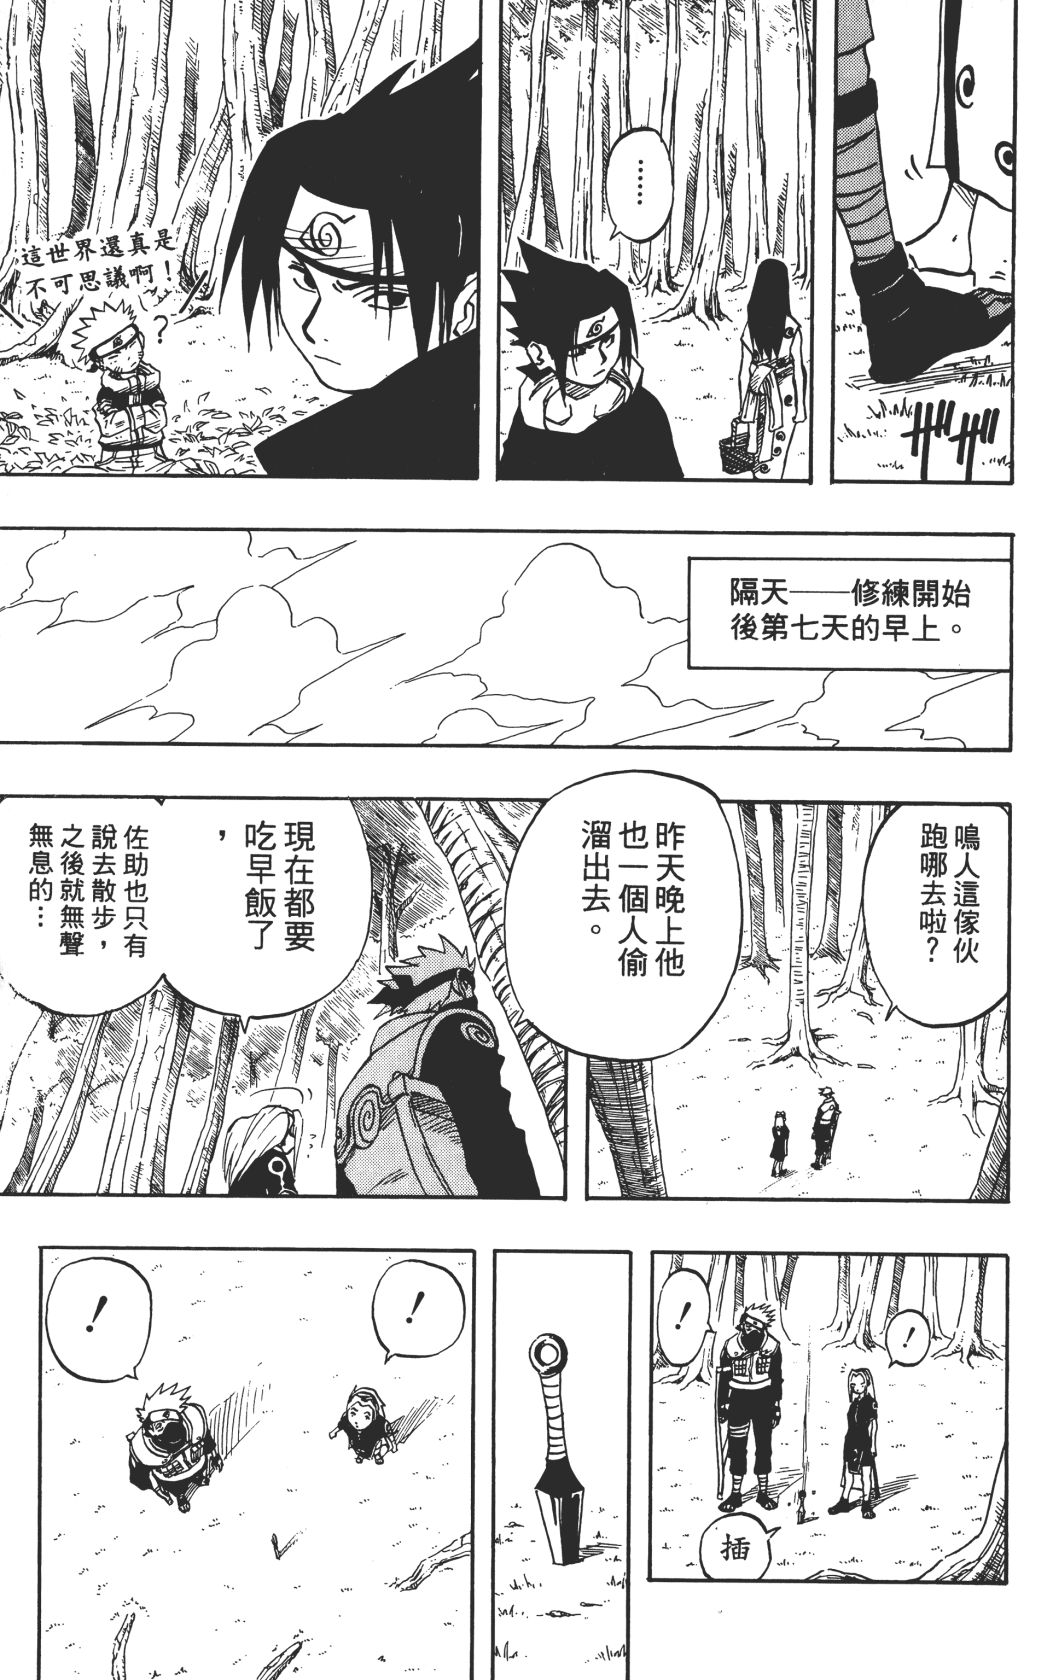 ……
這世界還真是
不可思議啊！
？
隔天——修練開始
後第七天的早上。
鳴人這傢伙
跑哪去啦？
昨天晚上他
也一個人偷
溜出去。
現在都要
吃早飯了
，
佐助也只有
說去散步，
之後就無聲
無息的…
！
！
插
！
！